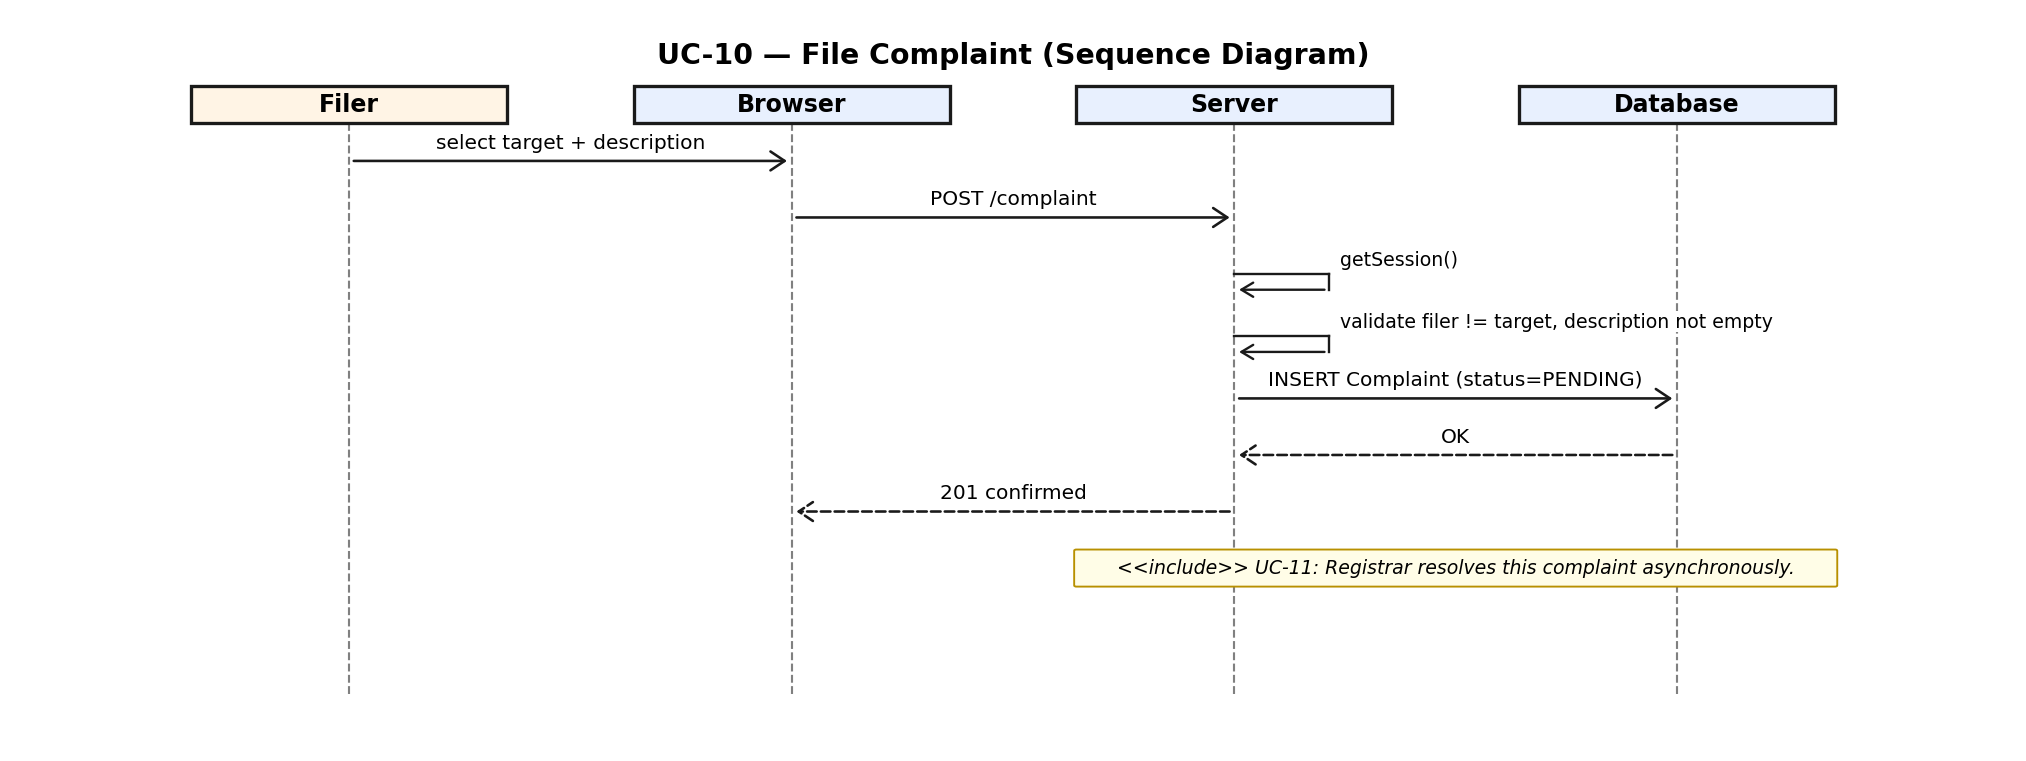 UC-10 — File Complaint (Sequence Diagram)
Filer
Browser
Server
Database
select target + description
POST /complaint
getSession()
validate filer != target, description not empty
INSERT Complaint (status=PENDING)
OK
201 confirmed
<<include>> UC-11: Registrar resolves this complaint asynchronously.